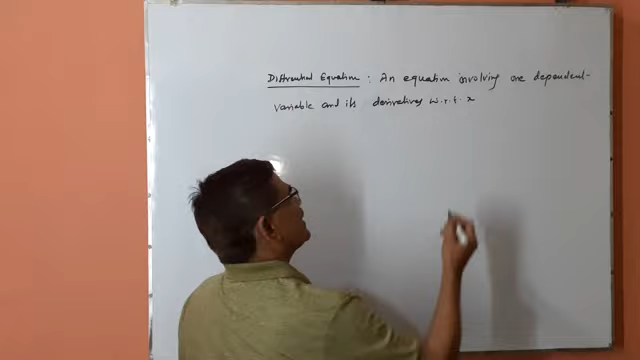 Differential Equation : An equation involving one dependent
variable and its derivatives w.r.t. x